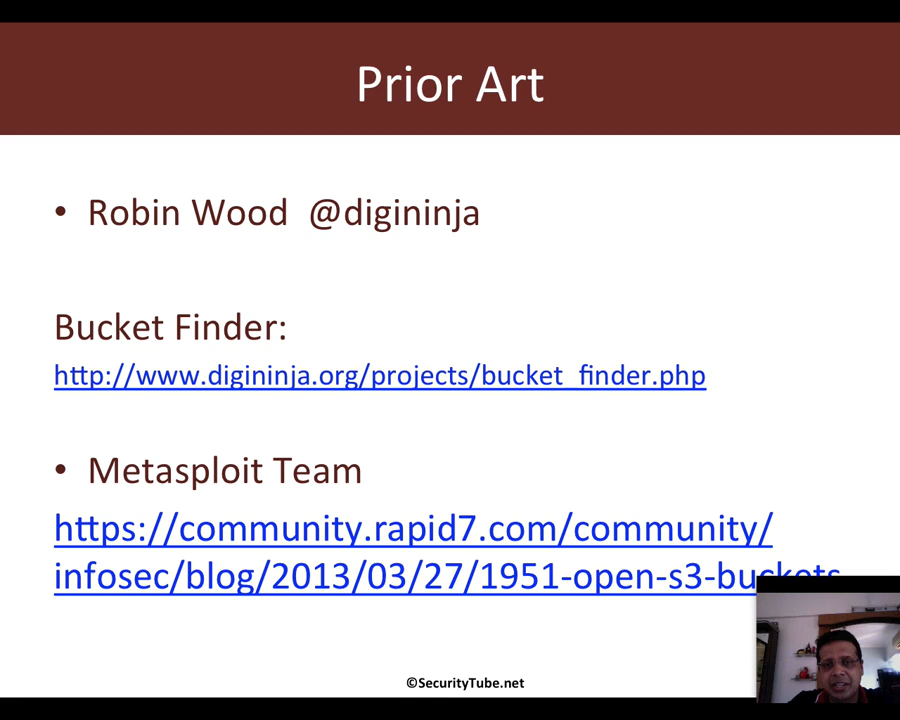 Prior Art
• Robin Wood @digininja
Bucket Finder:
http://www.digininja.org/projects/bucket_finder.php
• Metasploit Team
https://community.rapid7.com/community/
infosec/blog/2013/03/27/1951-open-s3-buckets
©SecurityTube.net